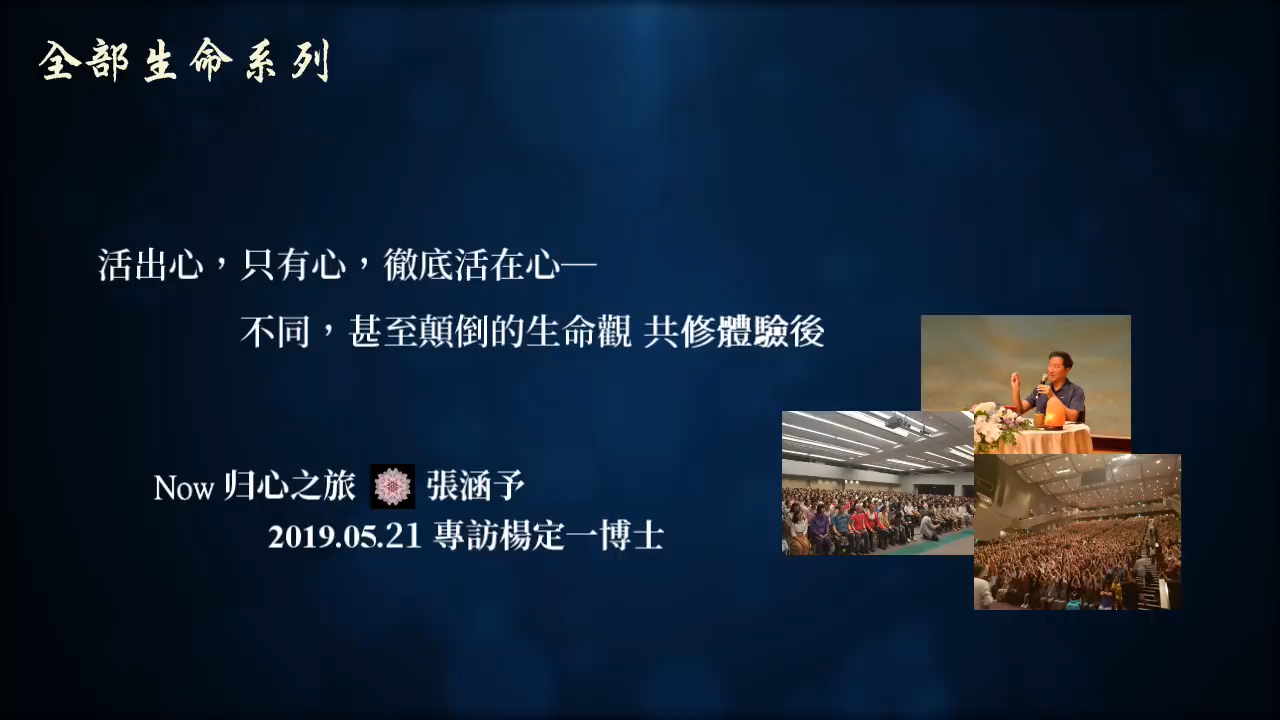 全部生命系列
活出心，只有心，徹底活在心—
不同，甚至顛倒的生命觀 共修體驗後
Now 归心之旅 張涵予
2019.05.21 專訪楊定一博士